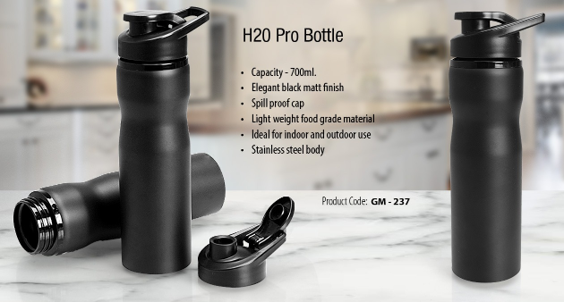 H20 Pro Bottle
• Capacity - 700ml.
• Elegant black matt finish
• Spill proof cap
• Light weight food grade material
• Ideal for indoor and outdoor use
• Stainless steel body
Product Code: GM - 237